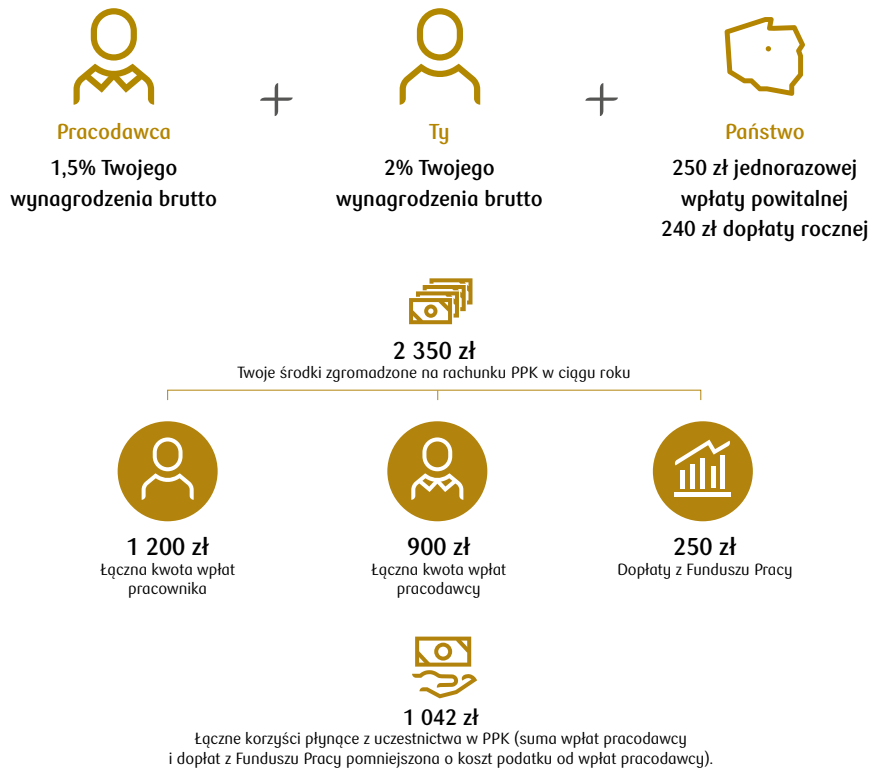 Pracodawca
1,5% Twojego
wynagrodzenia brutto
+
Ty
2% Twojego
wynagrodzenia brutto
+
Państwo
250 zł jednorazowej
wpłaty powitalnej
240 zł dopłaty rocznej
2 350 zł
Twoje środki zgromadzone na rachunku PPK w ciągu roku
1 200 zł
Łączna kwota wpłat
pracownika
900 zł
Łączna kwota wpłat
pracodawcy
250 zł
Dopłaty z Funduszu Pracy
1 042 zł
Łączne korzyści płynące z uczestnictwa w PPK (suma wpłat pracodawcy
i dopłat z Funduszu Pracy pomniejszona o koszt podatku od wpłat pracodawcy).